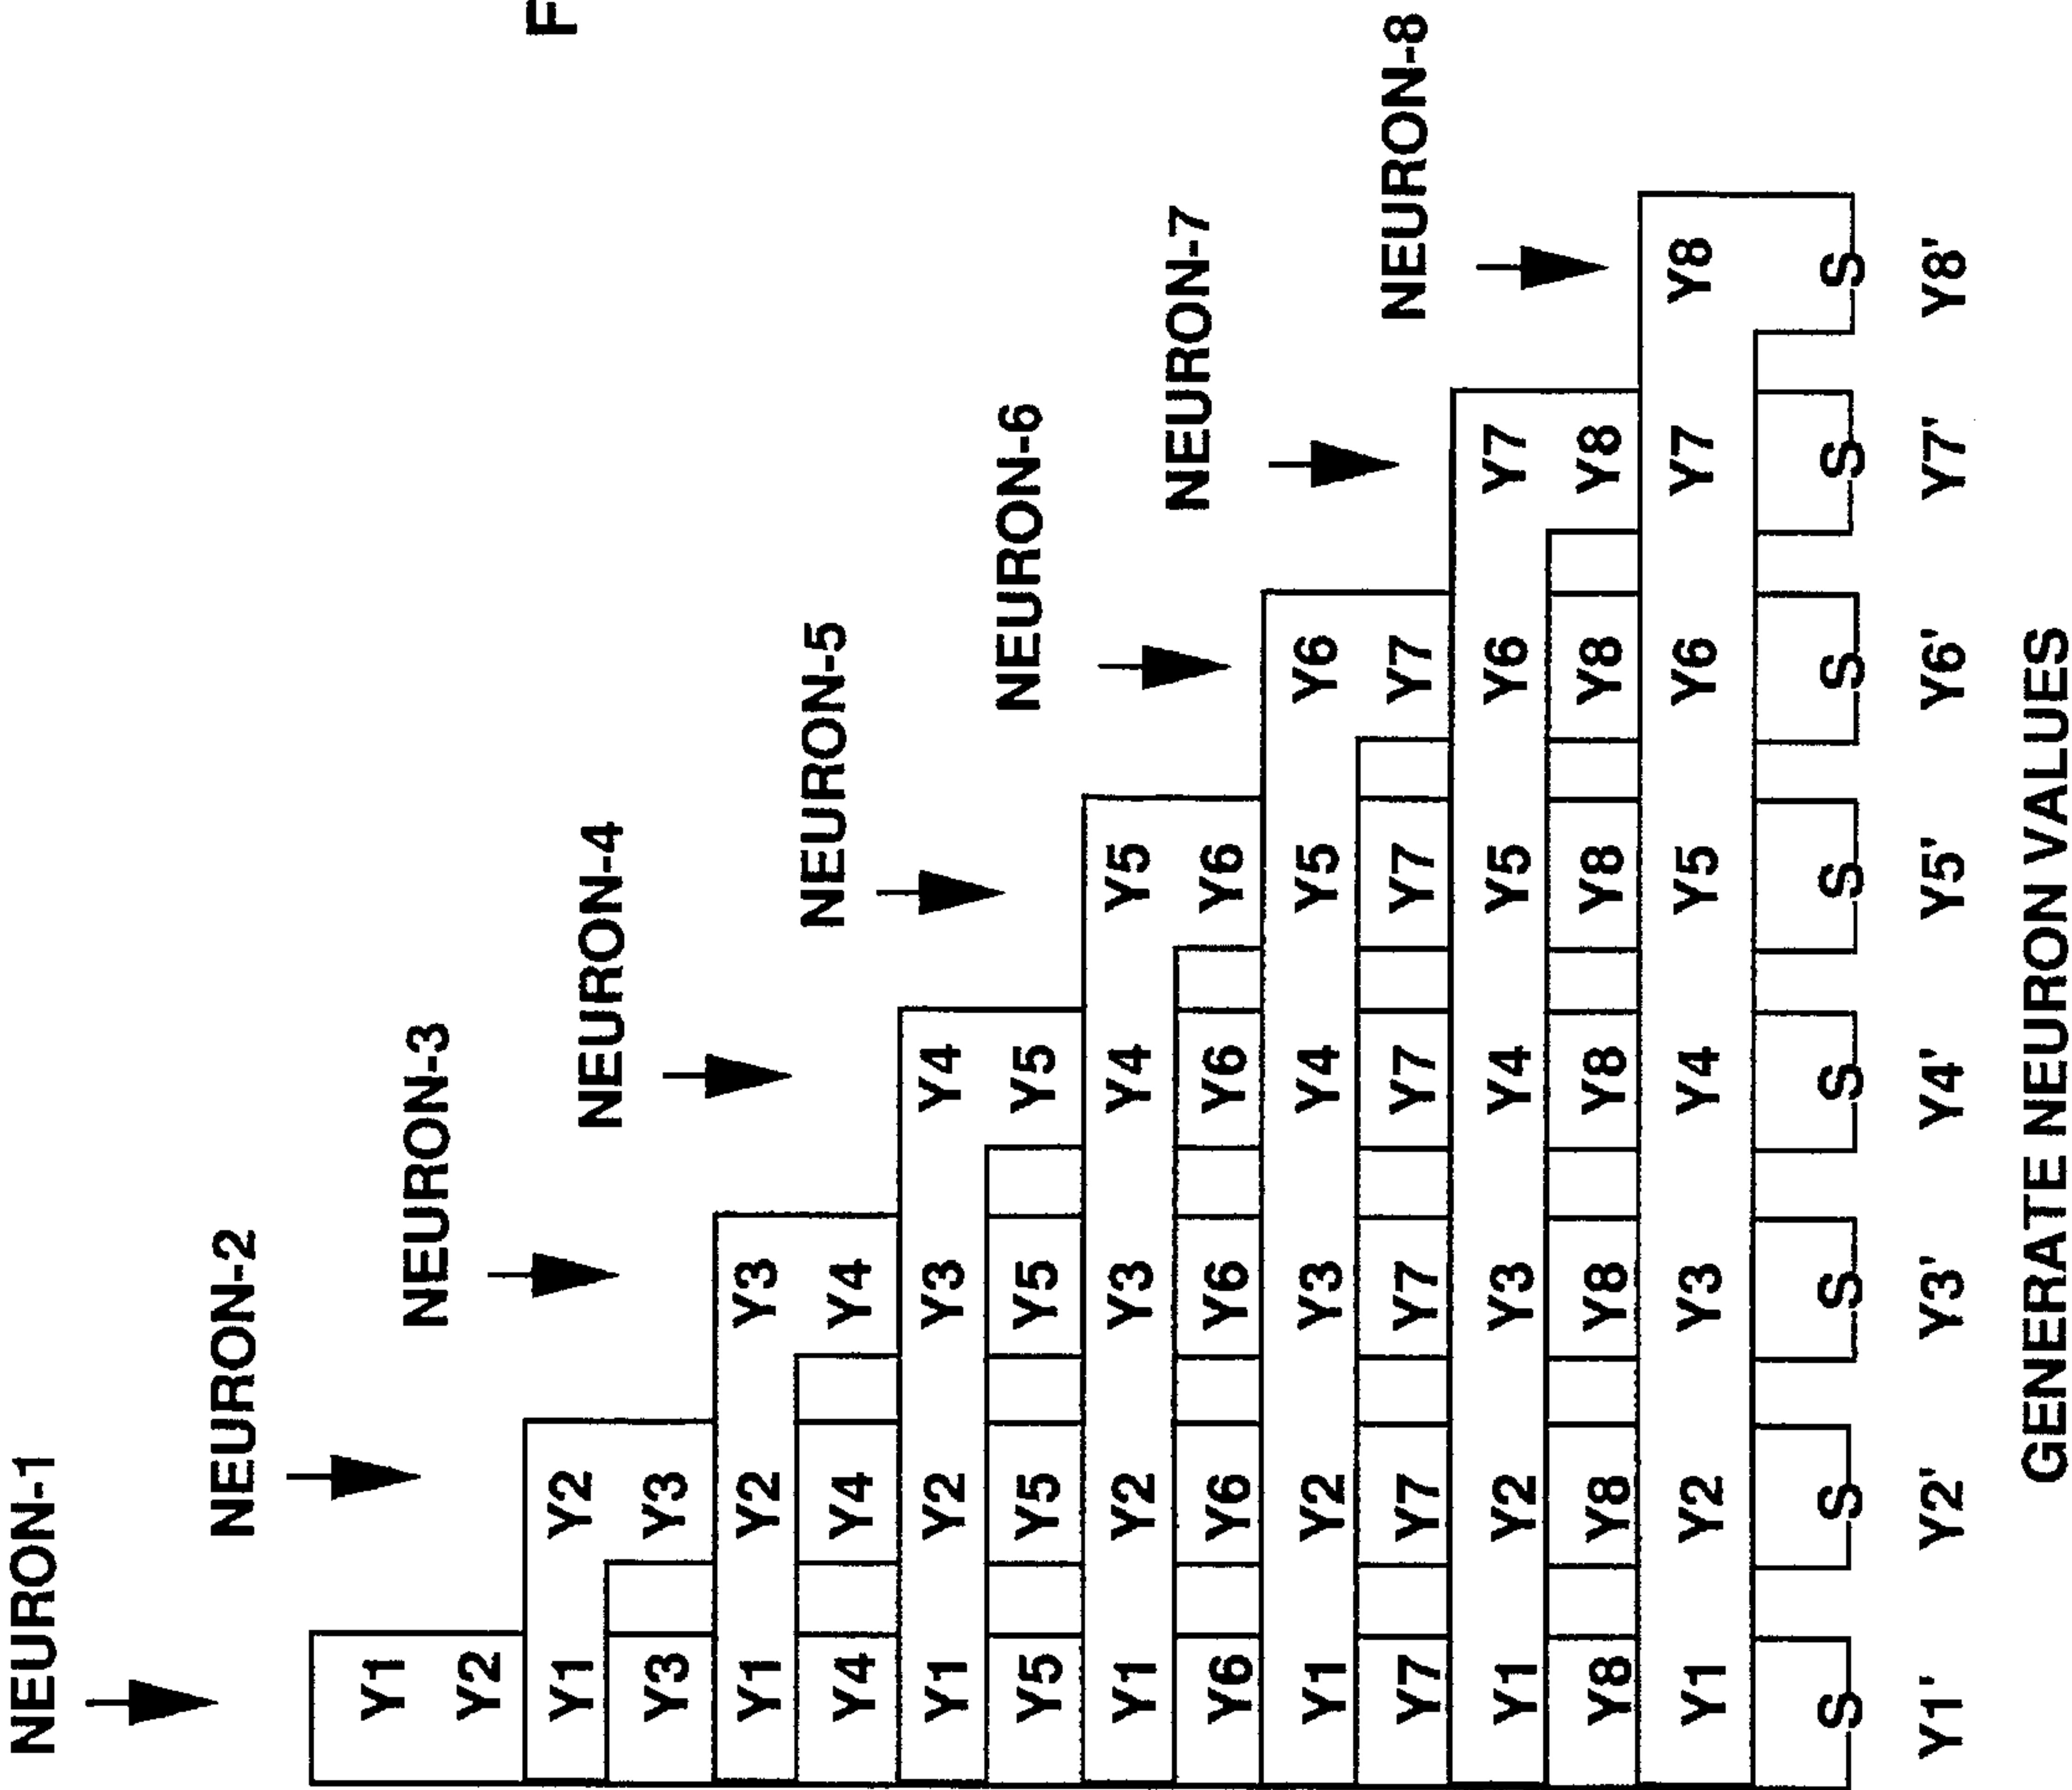 NEURON-1
NEURON-2
Y1
NEURON-3
Y2
F
Y1 Y2
NEURON-4
Y3 Y3
Y1 Y2 Y3
NEURON-5
Y4 Y4 Y4
Y1 Y2 Y3 Y4
NEURON-6
Y5 Y5 Y5 Y5
Y1 Y2 Y3 Y4 Y5
NEURON-7
Y6 Y6 Y6 Y6 Y6
Y1 Y2 Y3 Y4 Y5 Y6
NEURON-8
Y7 Y7 Y7 Y7 Y7 Y7
Y1 Y2 Y3 Y4 Y5 Y6 Y7
Y8 Y8 Y8 Y8 Y8 Y8 Y8
Y1 Y2 Y3 Y4 Y5 Y6 Y7 Y8
S S S S S S S S
Y1' Y2' Y3' Y4' Y5' Y6' Y7' Y8'
GENERATE NEURON VALUES